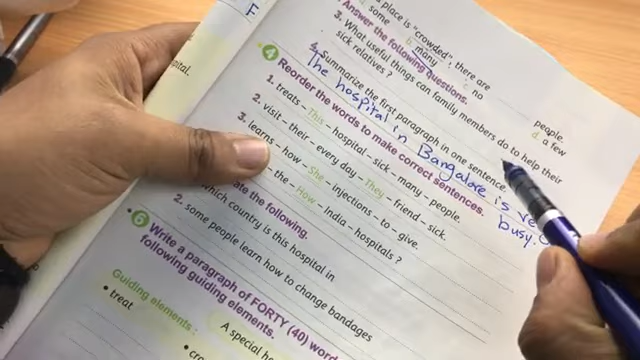 F
place is "crowded", there are
some
b. many
c. no
people.
d. a few
Answer the following questions.
3. What useful things can family members do to help their
sick relatives ?
4. Summarize the first paragraph in one sentence.
The hospital in Bangalore is
busy.
4 Reorder the words to make correct sentences.
1. treats – This – hospital – sick – many – people.
2. visit – their – every day – They – friend – sick.
3. learns – how – She – injections – to – give.
the – How – India – hospitals ?
ate the following.
which country is this hospital in
2. some people learn how to change bandages
6 Write a paragraph of FORTY (40) word
following guiding elements.
Guiding elements :
• treat
A special
pital.